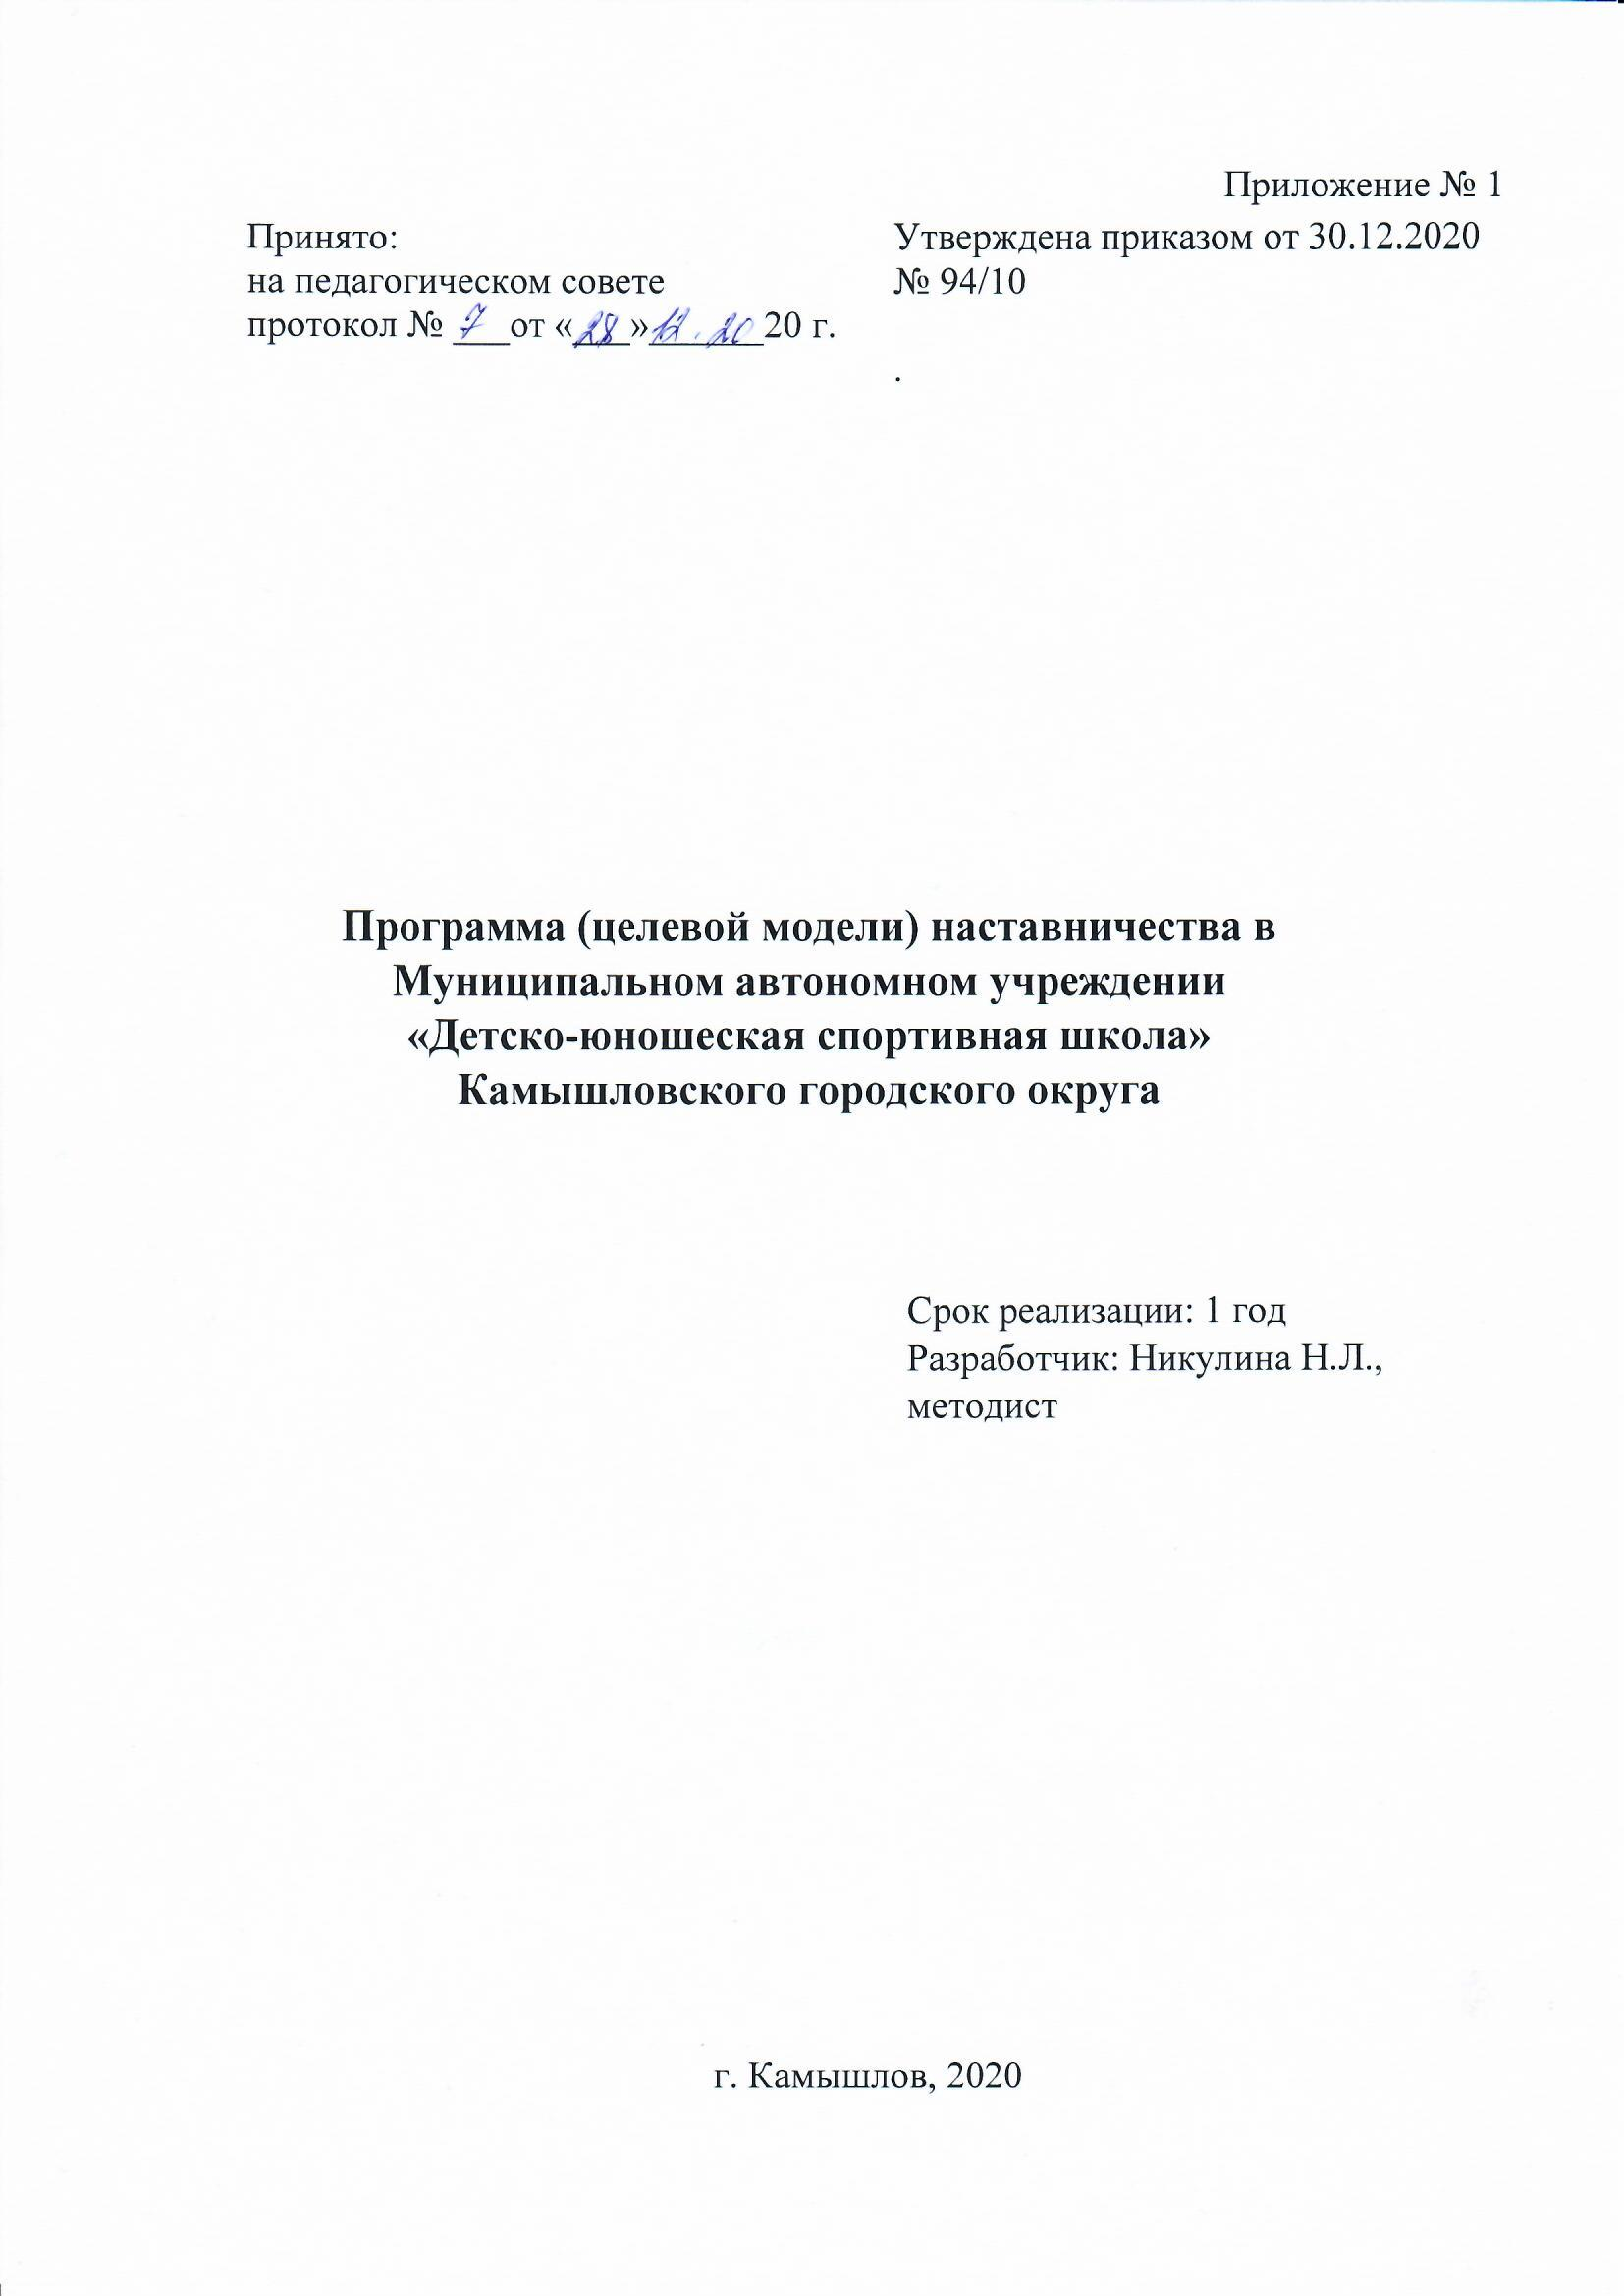 Приложение № 1
Принято:
на педагогическом совете
протокол № 7 от «28» 12. 2020 г.
Утверждена приказом от 30.12.2020
№ 94/10
.
Программа (целевой модели) наставничества в
Муниципальном автономном учреждении
«Детско-юношеская спортивная школа»
Камышловского городского округа
Срок реализации: 1 год
Разработчик: Никулина Н.Л.,
методист
г. Камышлов, 2020